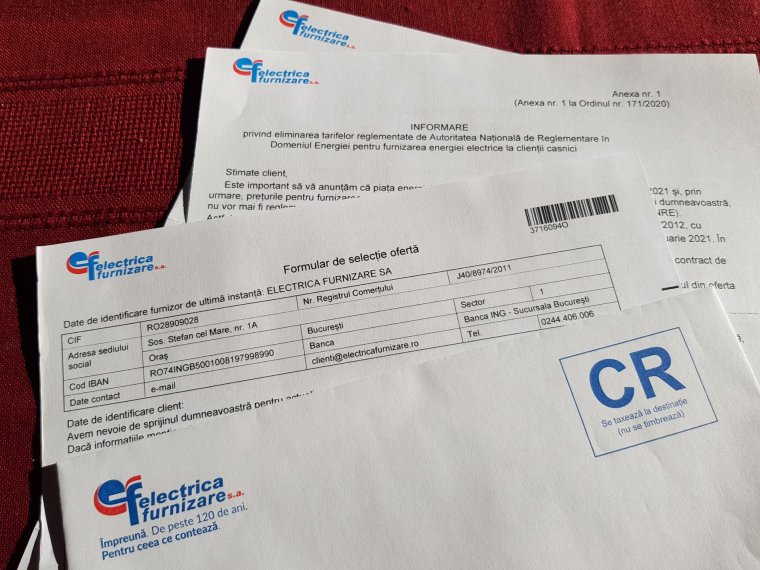 electrica
furnizare s.a.
electrica
furnizare s.a.
Anexa nr. 1
(Anexa nr. 1 la Ordinul nr. 171/2020)
INFORMARE
privind eliminarea tarifelor reglementate de Autoritatea Națională de Reglementare în
Domeniul Energiei pentru furnizarea energiei electrice la clienții casnici
Stimate client,
Este important să vă anunțăm că piața
2021 și, prin
urmare, prețurile pentru
i dumneavoastră,
nu vor mai fi
NRE).
2012, cu
uarie 2021. În
contract de
ul din oferta
3716094O
electrica
furnizare s.a.
Formular de selecție ofertă
Date de identificare furnizor de ultimă instanță: ELECTRICA FURNIZARE SA
CIF RO28909028 Nr. Registrul Comerțului J40/8974/2011
Adresa sediului social Sos. Stefan cel Mare, nr. 1A
Oraș București Sector 1
Cod IBAN RO74INGB5001008197998990 Banca Banca ING - Sucursala București
Date contact e-mail clienti@electricafurnizare.ro Tel. 0244.406.006
Date de identificare client:
Avem nevoie de sprijinul dumneavoastră pentru
Dacă informațiile
CR
Se taxează la destinație
(nu se timbrează)
electrica
furnizare s.a.
Împreună. De peste 120 de ani.
Pentru ceea ce contează.